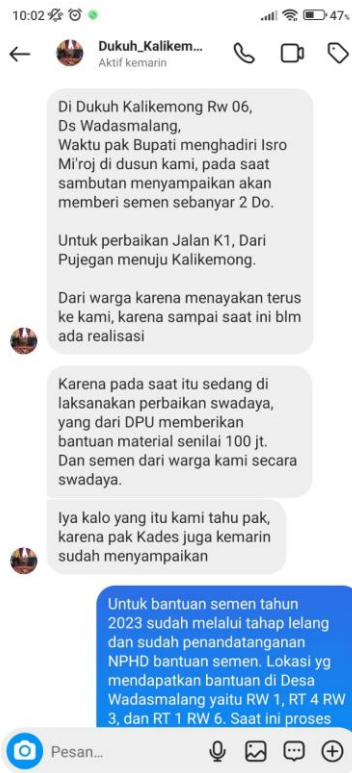 10:02
47%
Dukuh_Kalikem...
Aktif kemarin
Di Dukuh Kalikemong Rw 06,
Ds Wadasmalang,
Waktu pak Bupati menghadiri Isro
Mi'roj di dusun kami, pada saat
sambutan menyampaikan akan
memberi semen sebanyar 2 Do.
Untuk perbaikan Jalan K1, Dari
Pujegan menuju Kalikemong.
Dari warga karena menayakan terus
ke kami, karena sampai saat ini blm
ada realisasi
Karena pada saat itu sedang di
laksanakan perbaikan swadaya,
yang dari DPU memberikan
bantuan material senilai 100 jt.
Dan semen dari warga kami secara
swadaya.
Iya kalo yang itu kami tahu pak,
karena pak Kades juga kemarin
sudah menyampaikan
Untuk bantuan semen tahun
2023 sudah melalui tahap lelang
dan sudah penandatanganan
NPHD bantuan semen. Lokasi yg
mendapatkan bantuan di Desa
Wadasmalang yaitu RW 1, RT 4 RW
3, dan RT 1 RW 6. Saat ini proses
Pesan...